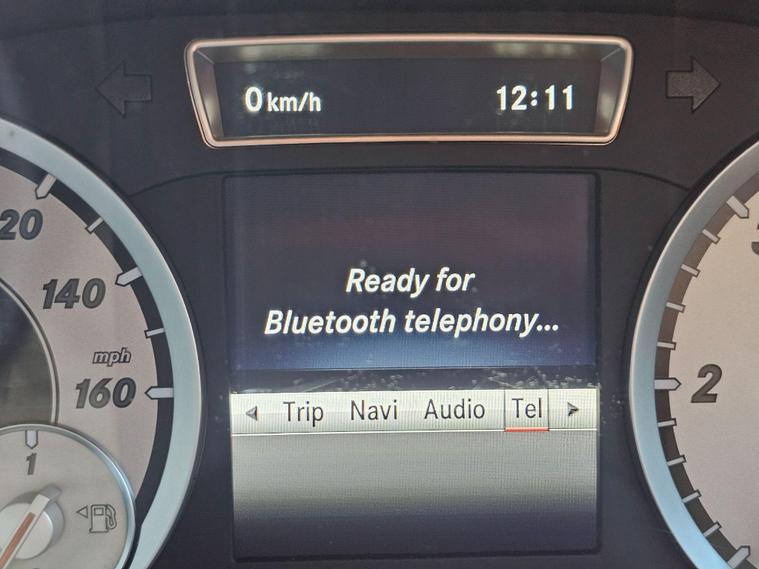 0 km/h 12:11
20
140
mph
160
1
Ready for
Bluetooth telephony...
Trip Navi Audio Tel
2